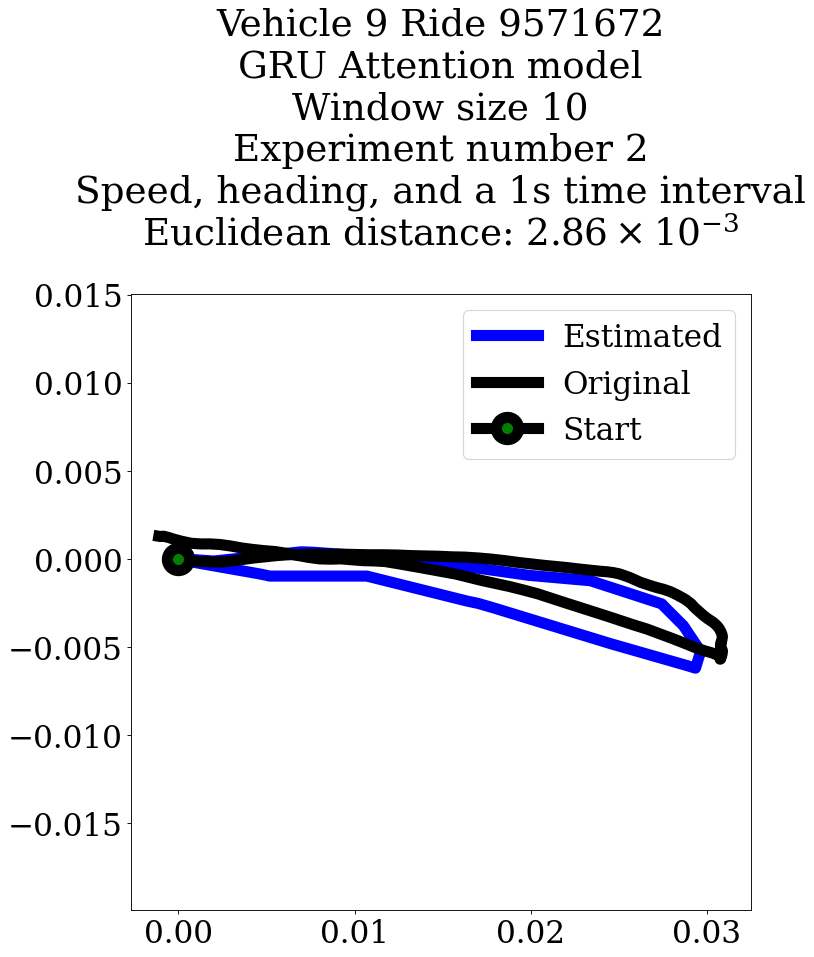 Vehicle 9 Ride 9571672
GRU Attention model
Window size 10
Experiment number 2
Speed, heading, and a 1s time interval
Euclidean distance: 2.86 × 10⁻³
0.015
0.010
0.005
0.000
−0.005
−0.010
−0.015
Estimated
Original
Start
0.00 0.01 0.02 0.03